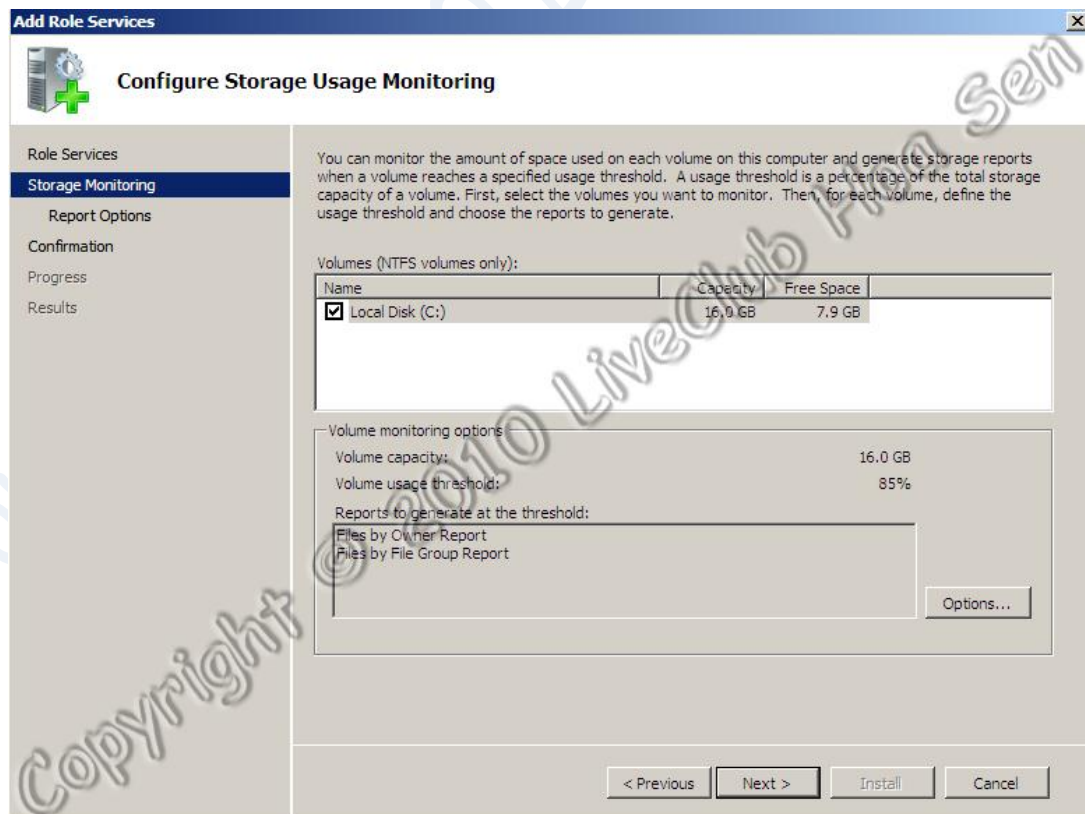 Add Role Services
Configure Storage Usage Monitoring
Role Services
Storage Monitoring
Report Options
Confirmation
Progress
Results
You can monitor the amount of space used on each volume on this computer and generate storage reports
when a volume reaches a specified usage threshold. A usage threshold is a percentage of the total storage
capacity of a volume. First, select the volumes you want to monitor. Then, for each volume, define the
usage threshold and choose the reports to generate.
Volumes (NTFS volumes only):
Name Capacity Free Space
Local Disk (C:) 16.0 GB 7.9 GB
Volume monitoring options
Volume capacity: 16.0 GB
Volume usage threshold: 85%
Reports to generate at the threshold:
Files by Owner Report
Files by File Group Report
Options...
< Previous Next > Install Cancel
Copyright © 2010 LiveClub Hoa Sen